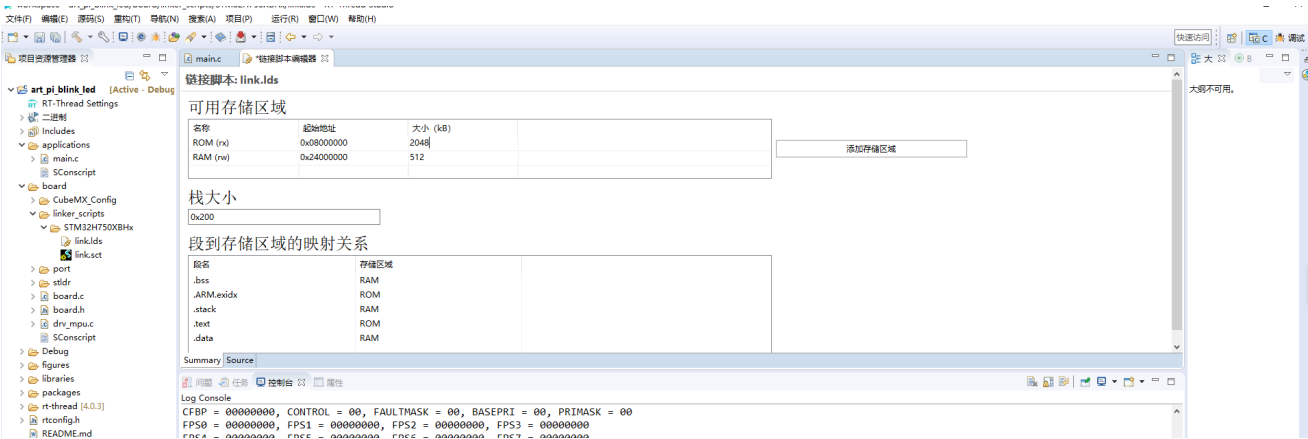 文件(F) 编辑(E) 源码(S) 重构(T) 导航(N) 搜索(A) 项目(P) 运行(R) 窗口(W) 帮助(H)
快速访问 C 调试
项目资源管理器
art_pi_blink_led [Active - Debug
RT-Thread Settings
二进制
Includes
applications
main.c
SConscript
board
CubeMX_Config
linker_scripts
STM32H750XBHx
link.lds
link.sct
port
stldr
board.c
board.h
drv_mpu.c
SConscript
Debug
figures
libraries
packages
rt-thread [4.0.3]
rtconfig.h
README.md
main.c *链接脚本编辑器
链接脚本: link.lds
可用存储区域
名称 起始地址 大小 (kB)
ROM (rx) 0x08000000 2048
RAM (rw) 0x24000000 512
添加存储区域
栈大小
0x200
段到存储区域的映射关系
段名 存储区域
.bss RAM
.ARM.exidx ROM
.stack RAM
.text ROM
.data RAM
Summary Source
问题 任务 控制台 属性
Log Console
CFBP = 00000000, CONTROL = 00, FAULTMASK = 00, BASEPRI = 00, PRIMASK = 00
FPS0 = 00000000, FPS1 = 00000000, FPS2 = 00000000, FPS3 = 00000000
FPS4 = 00000000, FPS5 = 00000000, FPS6 = 00000000, FPS7 = 00000000
大 B
大纲不可用。